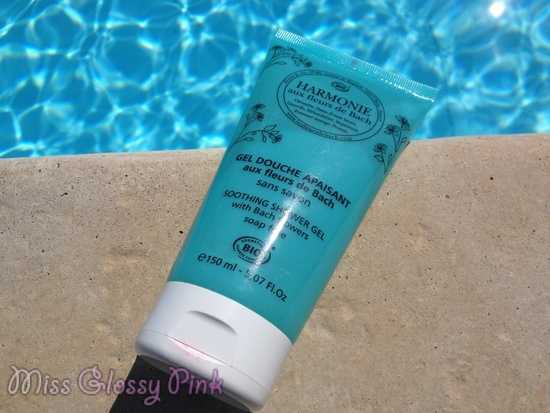 HARMONIE
aux fleurs de Bach
GEL DOUCHE APAISANT
aux fleurs de Bach
sans savon
SOOTHING SHOWER GEL
with Bach flowers
soap free
BIO
e150 ml - 5.07 Fl.Oz
Miss Glossy Pink